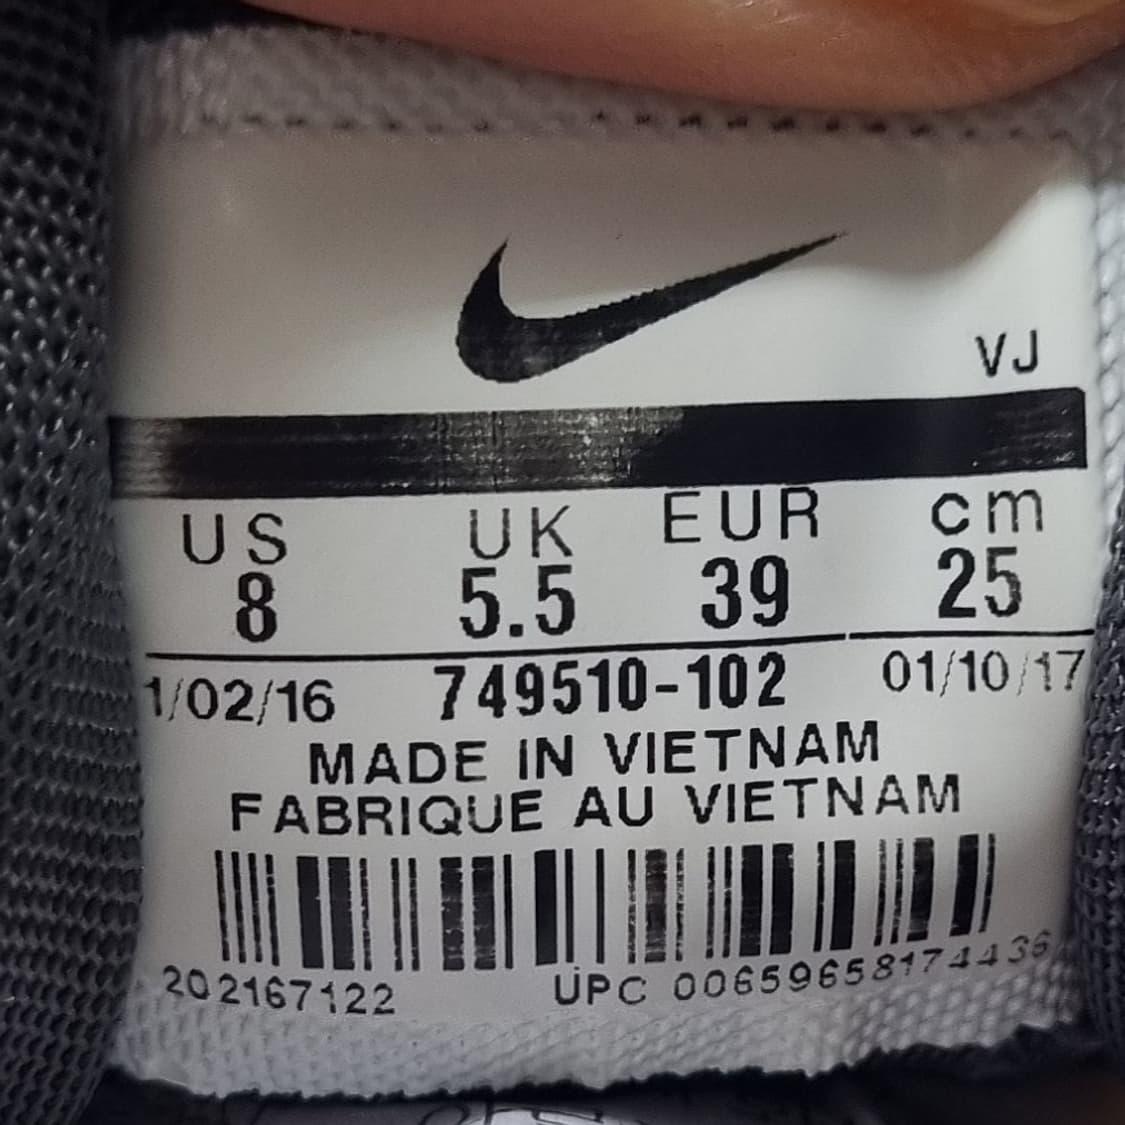 VJ
US UK EUR cm
8 5.5 39 25
1/02/16 749510-102 01/10/17
MADE IN VIETNAM
FABRIQUE AU VIETNAM
202167122 UPC 00659658174436